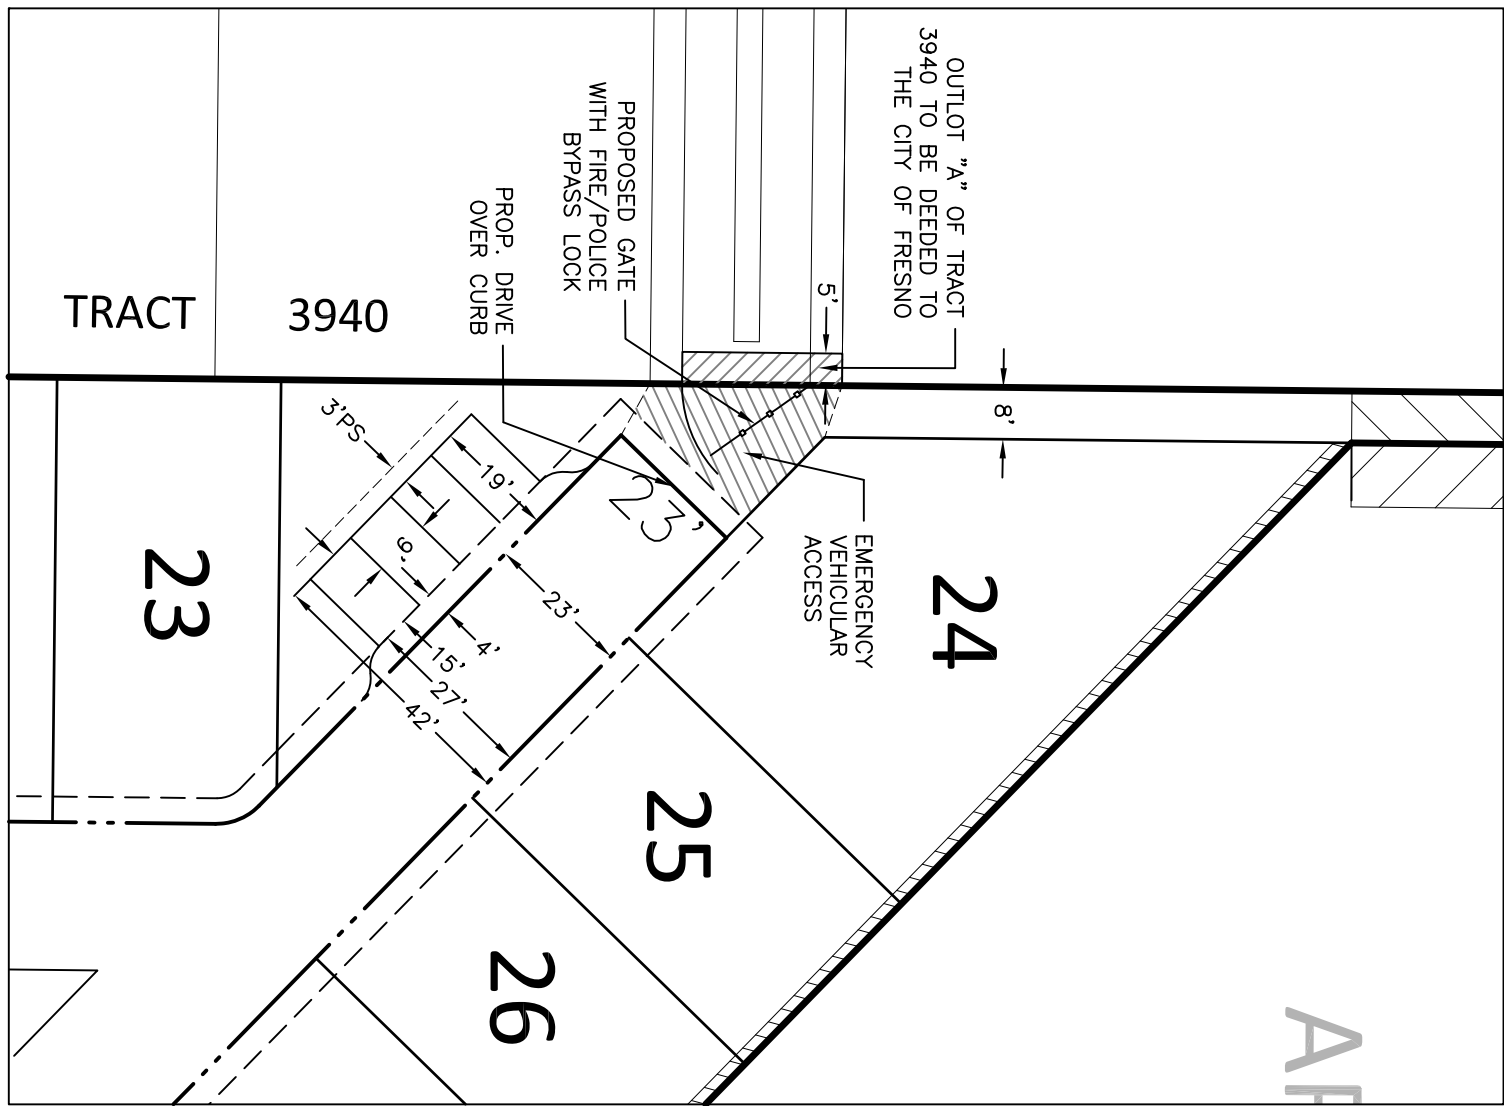 OUTLOT "A" OF TRACT
3940 TO BE DEEDED TO
THE CITY OF FRESNO
PROPOSED GATE
WITH FIRE/POLICE
BYPASS LOCK
PROP. DRIVE
OVER CURB
TRACT 3940
5'
8'
3'PS
19'
23'
9'
23'
4'
15'
27'
42'
EMERGENCY
VEHICULAR
ACCESS
23
24
25
26